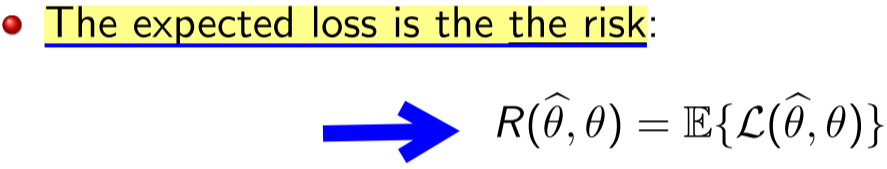 The expected loss is the the risk:
R(θ̂, θ) = 𝔼{ℒ(θ̂, θ)}